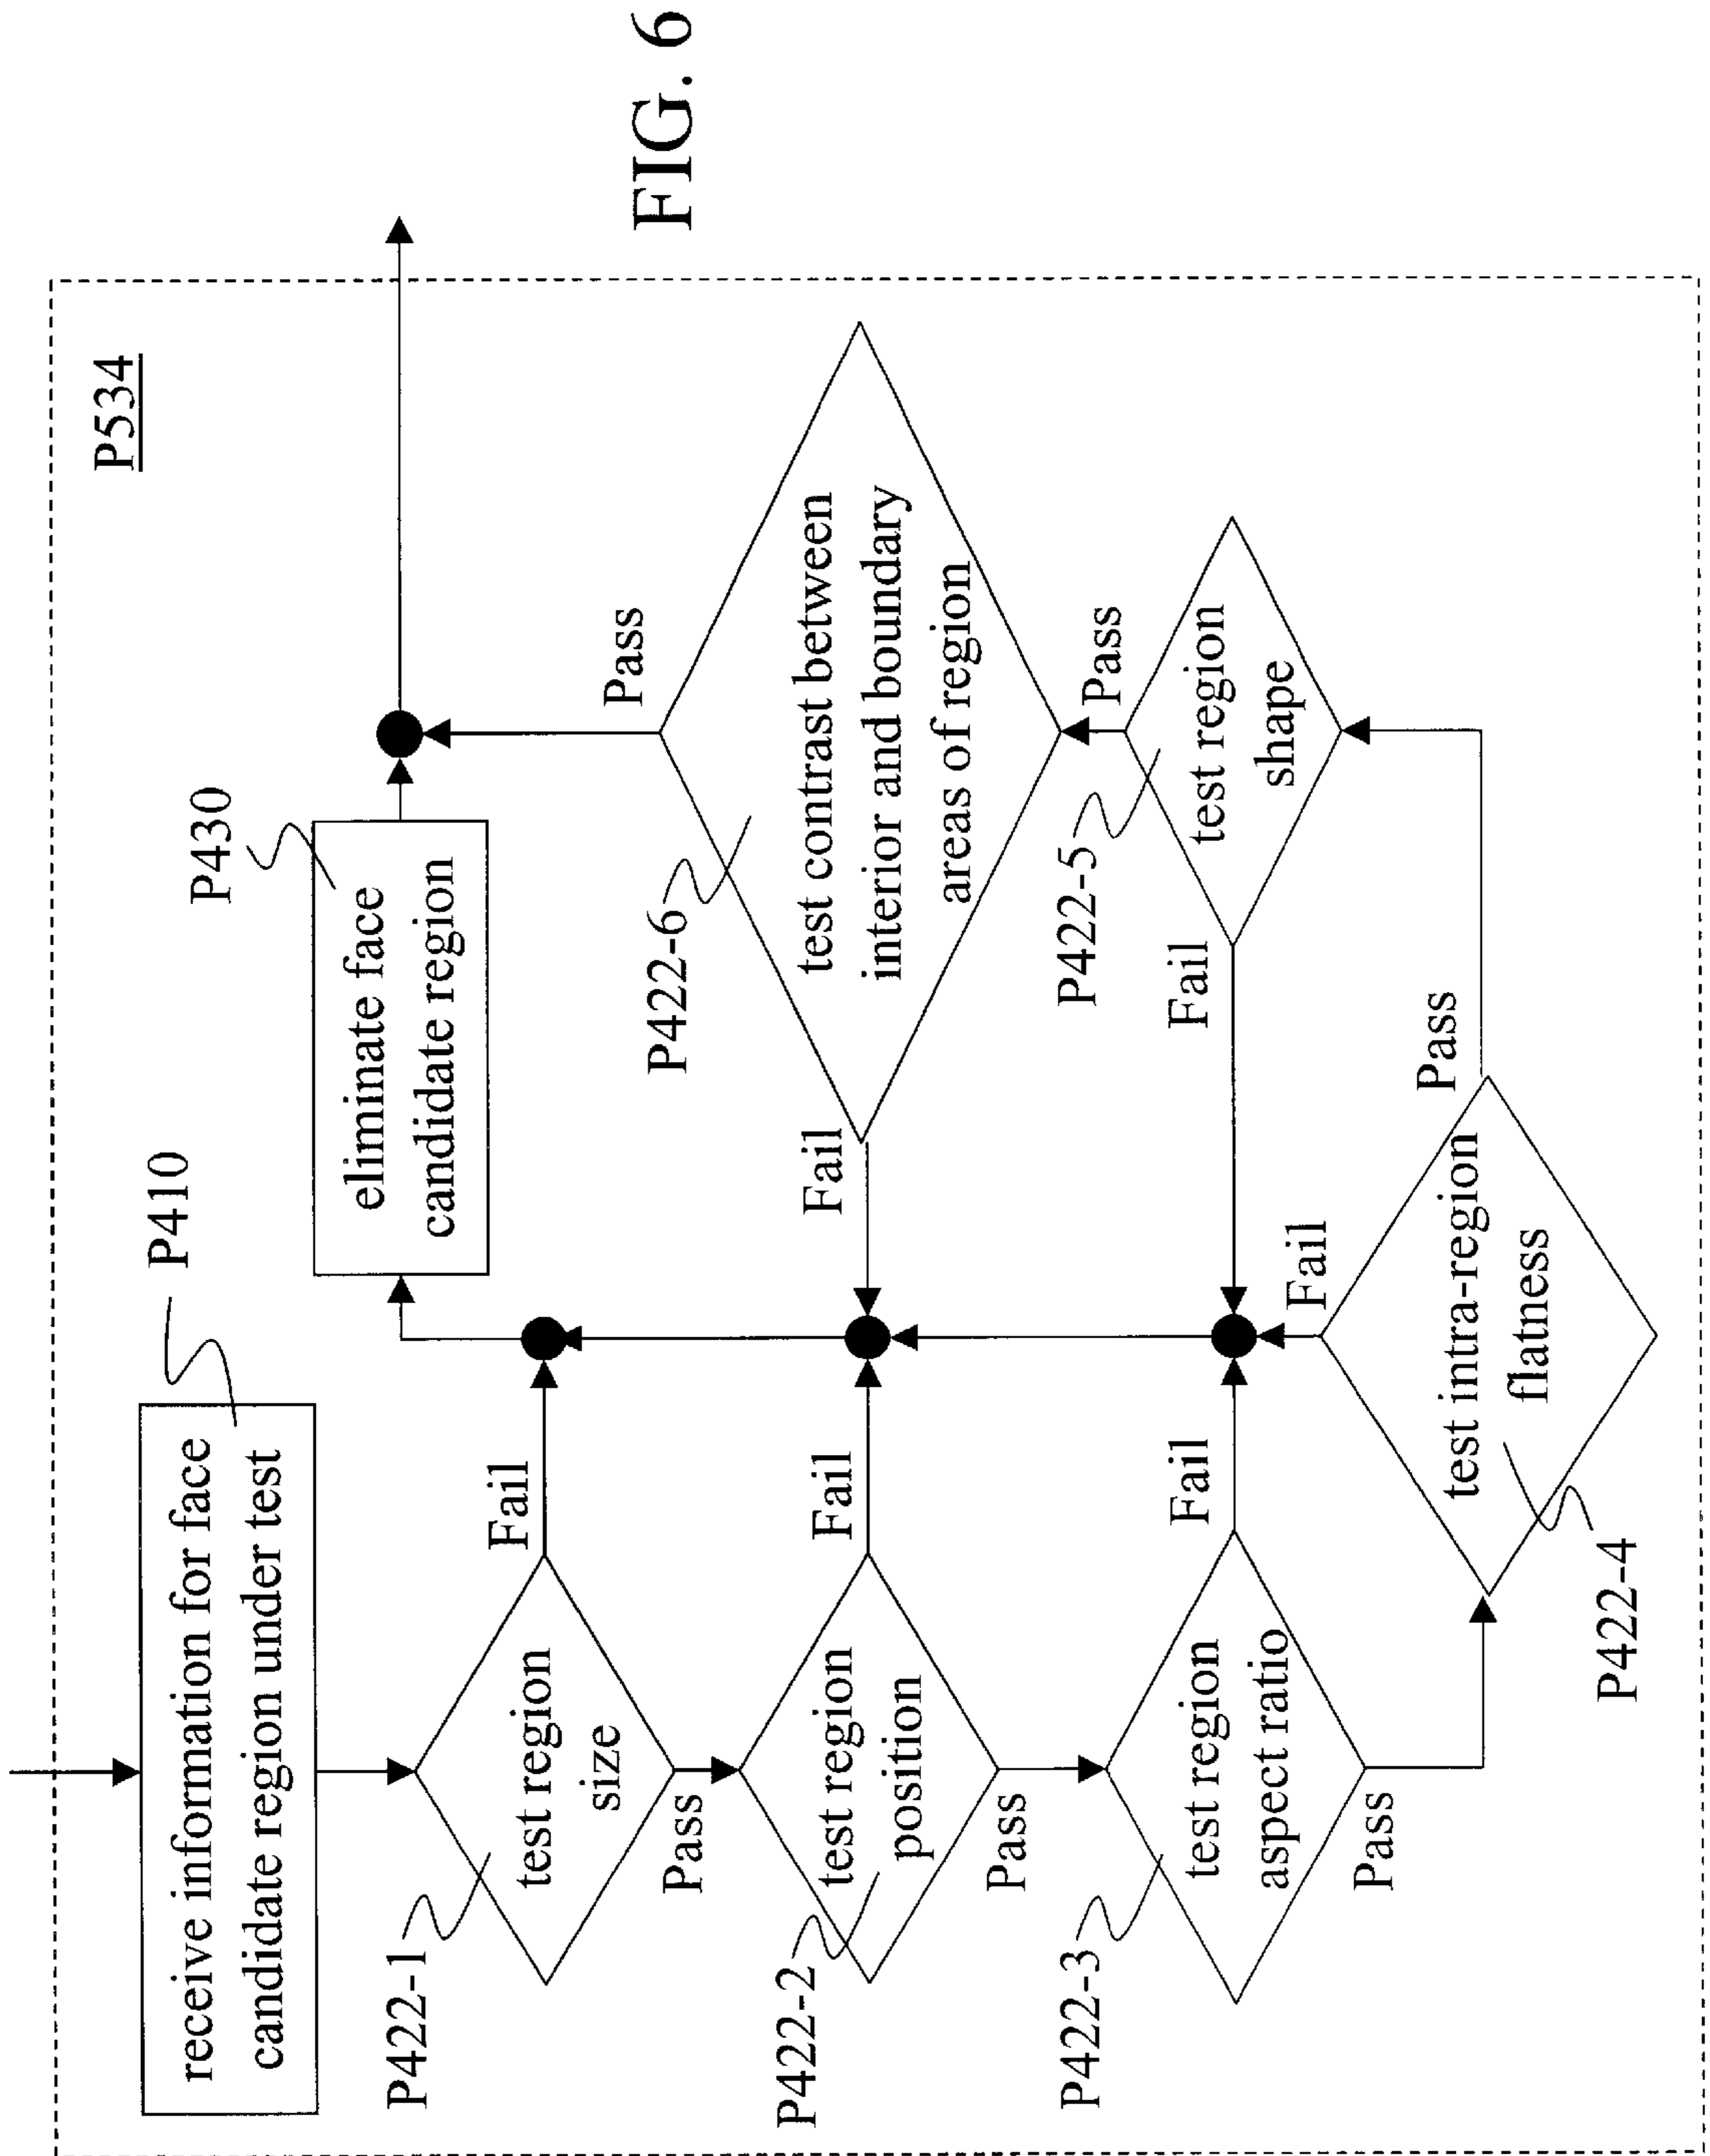 P534
P410
receive information for face
candidate region under test
P422-1
test region
size
Fail
Pass
P422-2
test region
position
Fail
Pass
P422-3
test region
aspect ratio
Fail
Pass
P422-4
test intra-region
flatness
Fail
Pass
P422-5
test region
shape
Fail
Pass
P422-6
test contrast between
interior and boundary
areas of region
Fail
Pass
P430
eliminate face
candidate region
FIG. 6